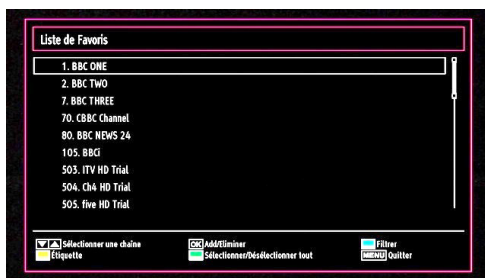 Liste de Favoris
1. BBC ONE
2. BBC TWO
7. BBC THREE
70. CBBC Channel
80. BBC NEWS 24
105. BBCi
503. ITV HD Trial
504. Ch4 HD Trial
505. five HD Trial
Sélectionner une chaîne OK Add/Eliminer Filtrer
Étiquette Sélectionner/Désélectionner tout MENU Quitter